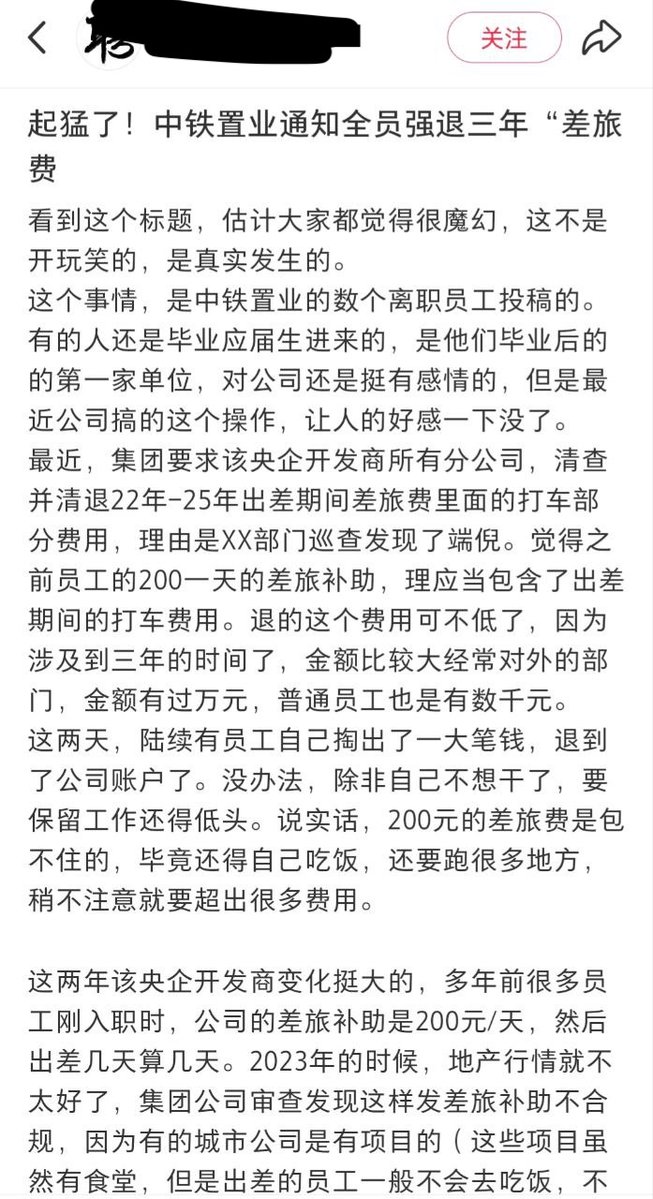 关注
起猛了！中铁置业通知全员强退三年“差旅
费
看到这个标题，估计大家都觉得很魔幻，这不是
开玩笑的，是真实发生的。
这个事情，是中铁置业的数个离职员工投稿的。
有的人还是毕业应届生进来的，是他们毕业后的
的第一家单位，对公司还是挺有感情的，但是最
近公司搞的这个操作，让人的好感一下没了。
最近，集团要求该央企开发商所有分公司，清查
并清退22年-25年出差期间差旅费里面的打车部
分费用，理由是XX部门巡查发现了端倪。觉得之
前员工的200一天的差旅补助，理应当包含了出差
期间的打车费用。退的这个费用可不低了，因为
涉及到三年的时间了，金额比较大经常对外的部
门，金额有过万元，普通员工也是有数千元。
这两天，陆续有员工自己掏出了一大笔钱，退到
了公司账户了。没办法，除非自己不想干了，要
保留工作还得低头。说实话，200元的差旅费是包
不住的，毕竟还得自己吃饭，还要跑很多地方，
稍不注意就要超出很多费用。
这两年该央企开发商变化挺大的，多年前很多员
工刚入职时，公司的差旅补助是200元/天，然后
出差几天算几天。2023年的时候，地产行情就不
太好了，集团公司审查发现这样发差旅补助不合
规，因为有的城市公司是有项目的（这些项目虽
然有食堂，但是出差的员工一般不会去吃饭，不